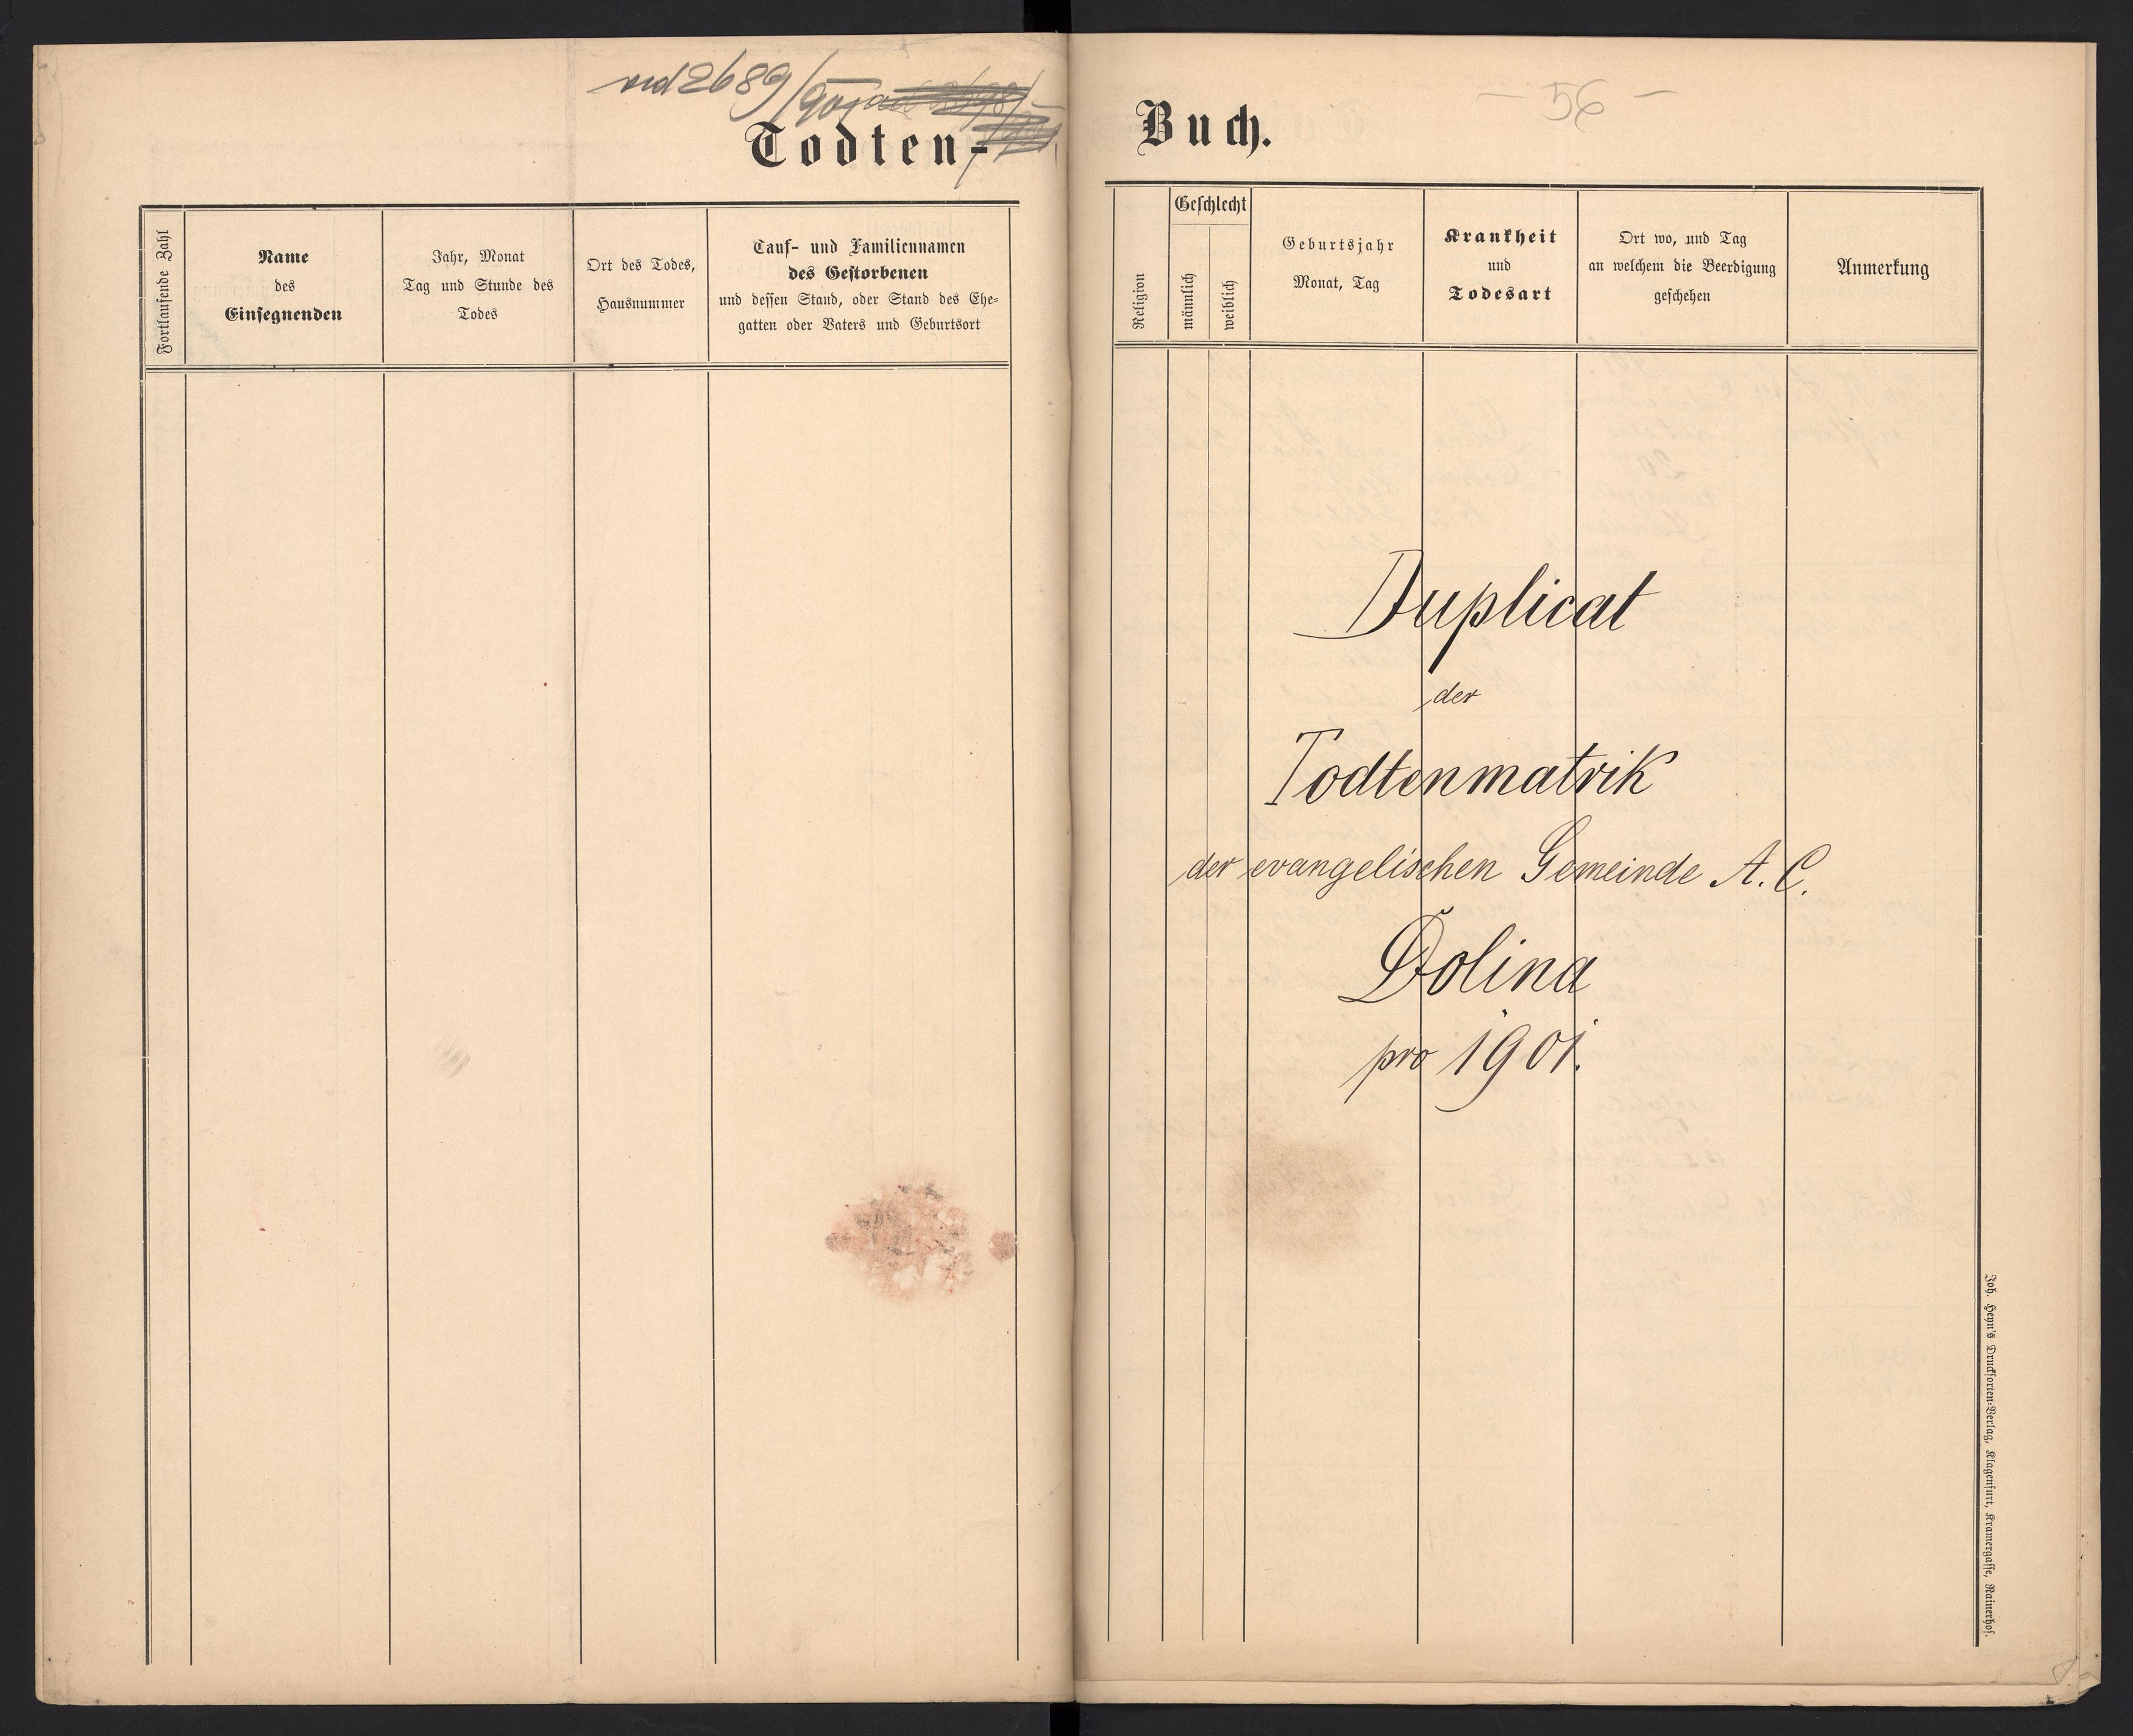 Todten-
Fortlaufende Zahl
Name
des
Einsegnenden
Jahr, Monat
Tag und Stunde des
Todes
Ort des Todes,
Hausnummer
Tauf- und Familiennamen
des Gestorbenen
und dessen Stand, oder Stand des Ehe-
gatten oder Vaters und Geburtsort
- 56 -
Buch.
Religion
Geschlecht
männlich
weiblich
Geburtsjahr
Monat, Tag
Krankheit
und
Todesart
Ort wo, und Tag
an welchem die Beerdigung
geschehen
Anmerkung
Duplicat
der
Todtenmatrik
der evangelischen Gemeinde A. C.
Dolina
pro 1901.
Joh. Heyn's Drucksorten-Verlag, Klagenfurt, Kramergasse, Rainerhof.